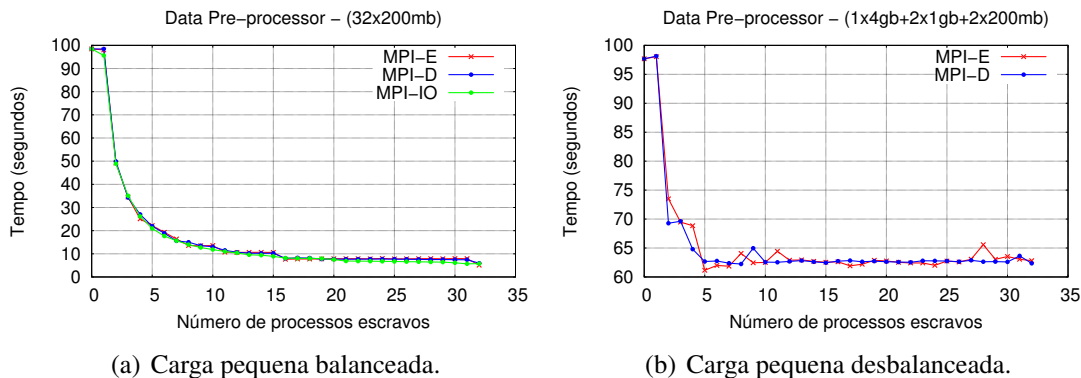 Data Pre-processor - (32x200mb)
Tempo (segundos)
100
90
80
70
60
50
40
30
20
10
0
MPI-E
MPI-D
MPI-IO
0 5 10 15 20 25 30 35
Número de processos escravos
(a) Carga pequena balanceada.
Data Pre-processor - (1x4gb+2x1gb+2x200mb)
Tempo (segundos)
100
95
90
85
80
75
70
65
60
MPI-E
MPI-D
0 5 10 15 20 25 30 35
Número de processos escravos
(b) Carga pequena desbalanceada.